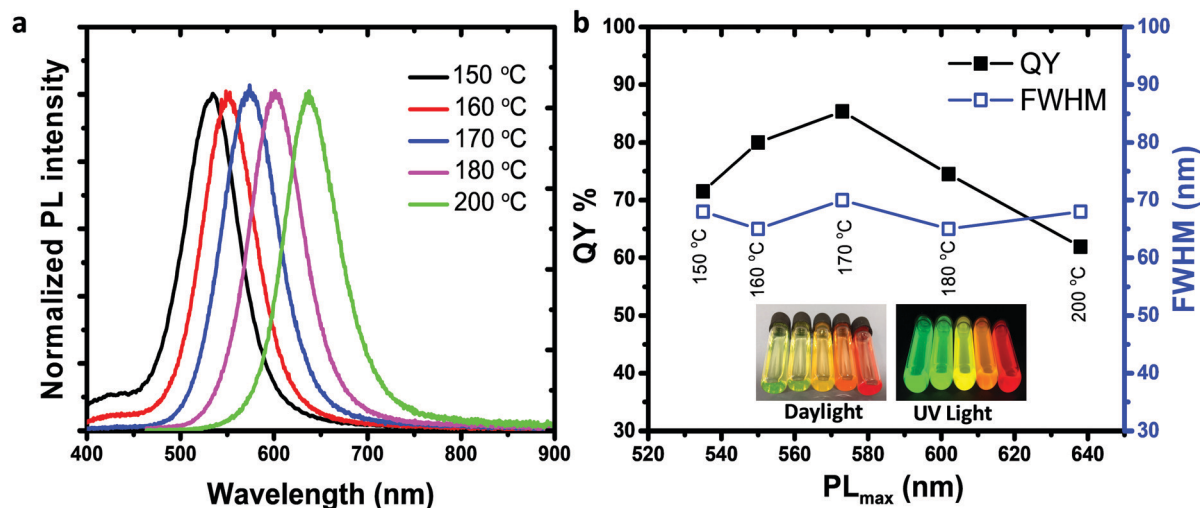 a
Normalized PL intensity
150 °C
160 °C
170 °C
180 °C
200 °C
400 500 600 700 800 900
Wavelength (nm)
b
QY %
100
90
80
70
60
50
40
30
QY
FWHM
150 °C
160 °C
170 °C
180 °C
200 °C
Daylight
UV Light
520 540 560 580 600 620 640
PLmax (nm)
100
90
80
70
60
50
40
30
FWHM (nm)